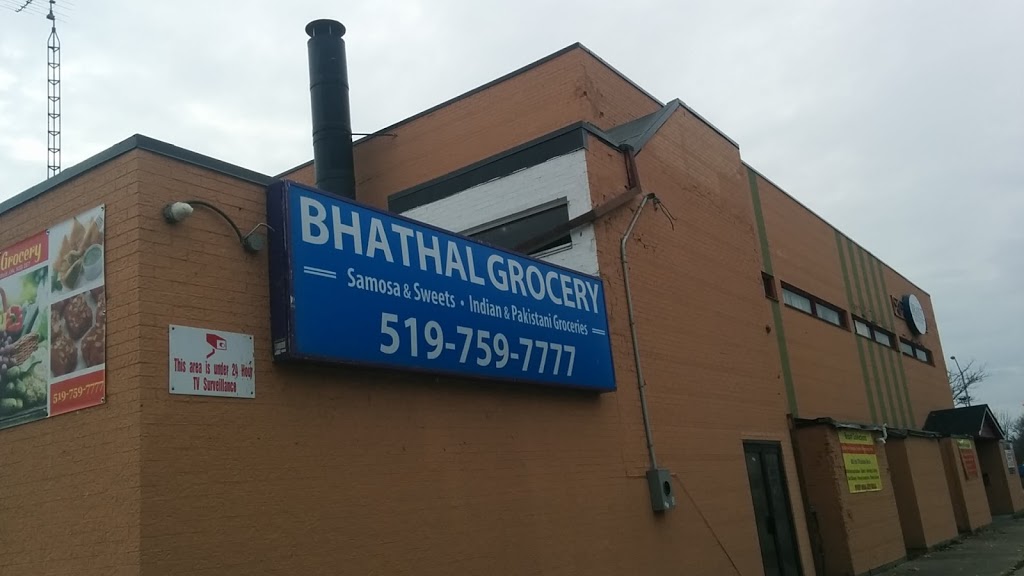 Grocery
519-759-7777
This area is under 24 Hour
TV Surveillance
BHATHAL GROCERY
Samosa & Sweets • Indian & Pakistani Groceries
519-759-7777